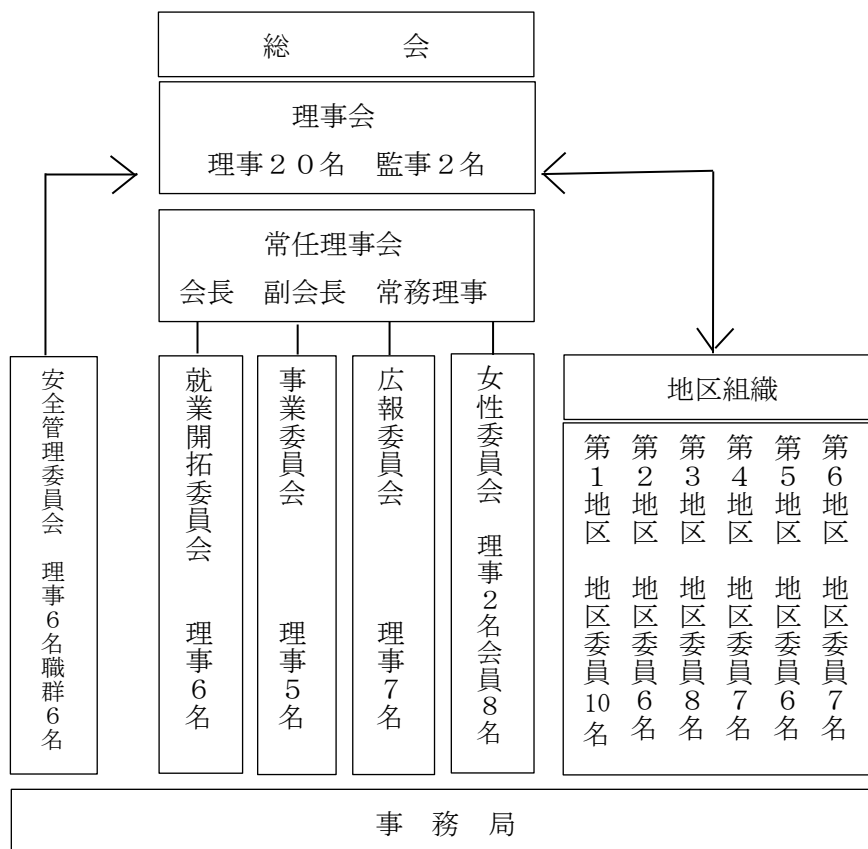 総　会
理事会
理事２０名　監事２名
常任理事会
会長　副会長　常務理事
安全管理委員会　理事６名職群６名
就業開拓委員会　理事６名
事業委員会　理事５名
広報委員会　理事７名
女性委員会　理事２名会員８名
地区組織
第１地区　地区委員10名
第２地区　地区委員６名
第３地区　地区委員８名
第４地区　地区委員７名
第５地区　地区委員６名
第６地区　地区委員７名
事　務　局